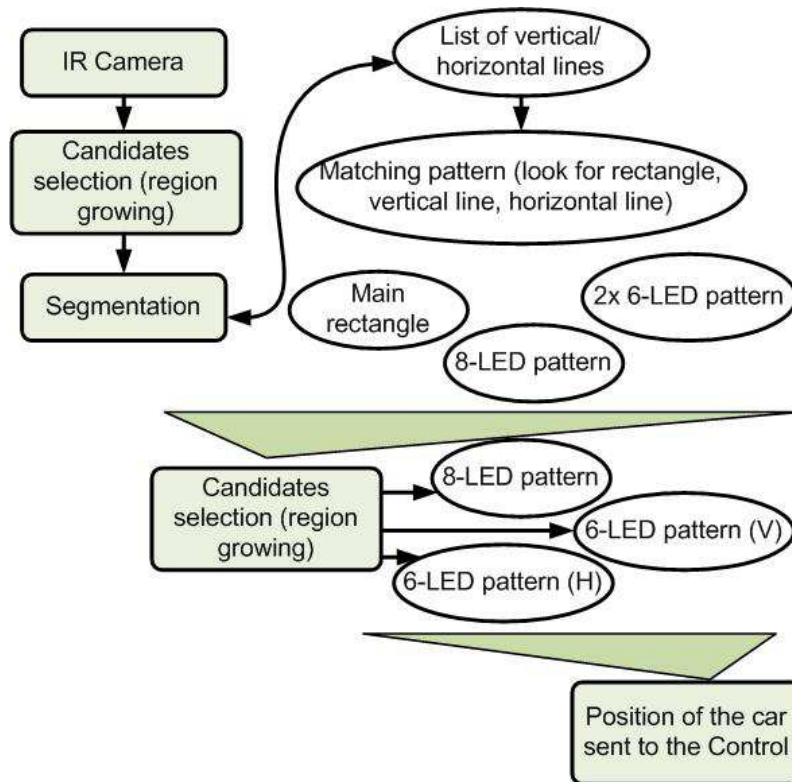 IR Camera
Candidates
selection (region
growing)
Segmentation
List of vertical/
horizontal lines
Matching pattern (look for rectangle,
vertical line, horizontal line)
Main
rectangle
2x 6-LED pattern
8-LED pattern
Candidates
selection (region
growing)
8-LED pattern
6-LED pattern (V)
6-LED pattern (H)
Position of the car
sent to the Control